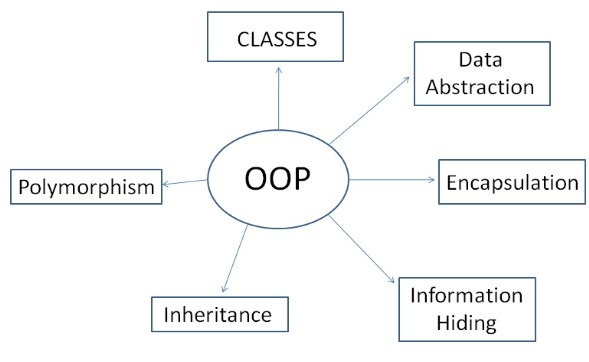 CLASSES
Data
Abstraction
Polymorphism
OOP
Encapsulation
Inheritance
Information
Hiding